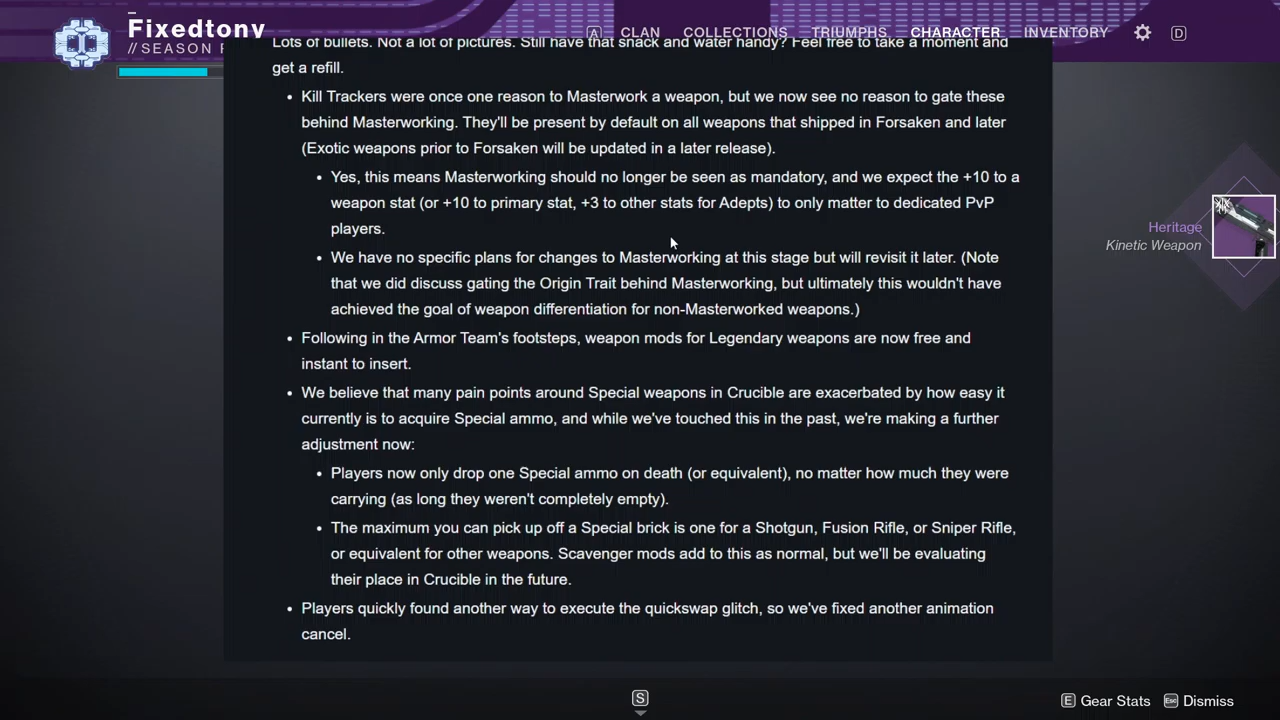 Fixedtony
//SEASON
A CLAN COLLECTIONS TRIUMPHS CHARACTER INVENTORY D
Lots of bullets. Not a lot of pictures. Still have that snack and water handy? Feel free to take a moment and
get a refill.
• Kill Trackers were once one reason to Masterwork a weapon, but we now see no reason to gate these
behind Masterworking. They'll be present by default on all weapons that shipped in Forsaken and later
(Exotic weapons prior to Forsaken will be updated in a later release).
• Yes, this means Masterworking should no longer be seen as mandatory, and we expect the +10 to a
weapon stat (or +10 to primary stat, +3 to other stats for Adepts) to only matter to dedicated PvP
players.
• We have no specific plans for changes to Masterworking at this stage but will revisit it later. (Note
that we did discuss gating the Origin Trait behind Masterworking, but ultimately this wouldn't have
achieved the goal of weapon differentiation for non-Masterworked weapons.)
• Following in the Armor Team's footsteps, weapon mods for Legendary weapons are now free and
instant to insert.
• We believe that many pain points around Special weapons in Crucible are exacerbated by how easy it
currently is to acquire Special ammo, and while we've touched this in the past, we're making a further
adjustment now:
• Players now only drop one Special ammo on death (or equivalent), no matter how much they were
carrying (as long they weren't completely empty).
• The maximum you can pick up off a Special brick is one for a Shotgun, Fusion Rifle, or Sniper Rifle,
or equivalent for other weapons. Scavenger mods add to this as normal, but we'll be evaluating
their place in Crucible in the future.
• Players quickly found another way to execute the quickswap glitch, so we've fixed another animation
cancel.
Heritage
Kinetic Weapon
S
E Gear Stats Esc Dismiss